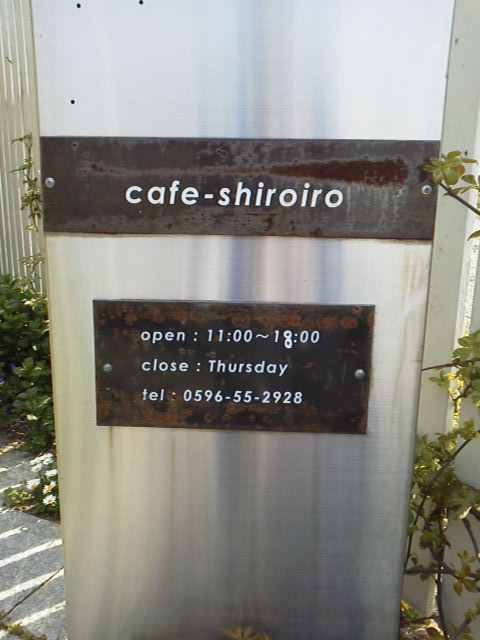 cafe-shiroiro
open : 11:00～18:00
close : Thursday
tel : 0596-55-2928